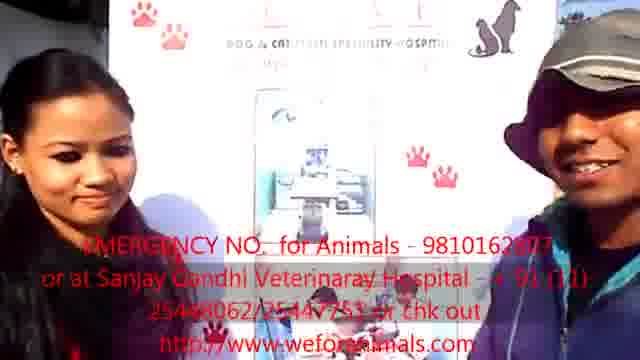 DOG & CAT MULTI SPECIALITY HOSPITAL
EMERGENCY NO. for Animals - 9810162877
or at Sanjay Gandhi Veterinaray Hospital - + 91 (11)
25448062/25447751 or chk out
http://www.weforanimals.com